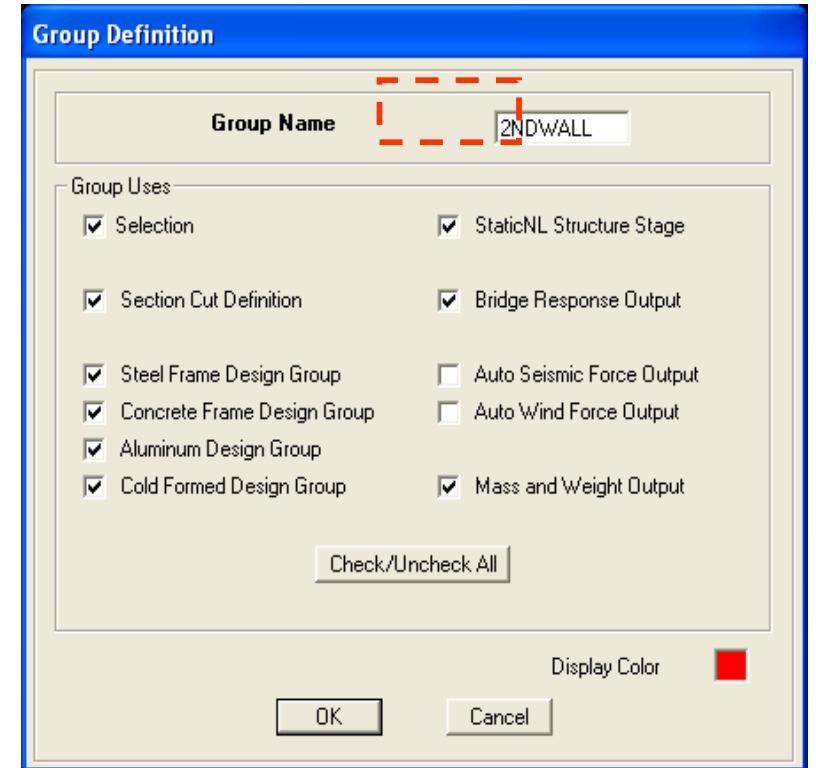 Group Definition
Group Name 2NDWALL
Group Uses
Selection StaticNL Structure Stage
Section Cut Definition Bridge Response Output
Steel Frame Design Group Auto Seismic Force Output
Concrete Frame Design Group Auto Wind Force Output
Aluminum Design Group
Cold Formed Design Group Mass and Weight Output
Check/Uncheck All
Display Color
OK Cancel